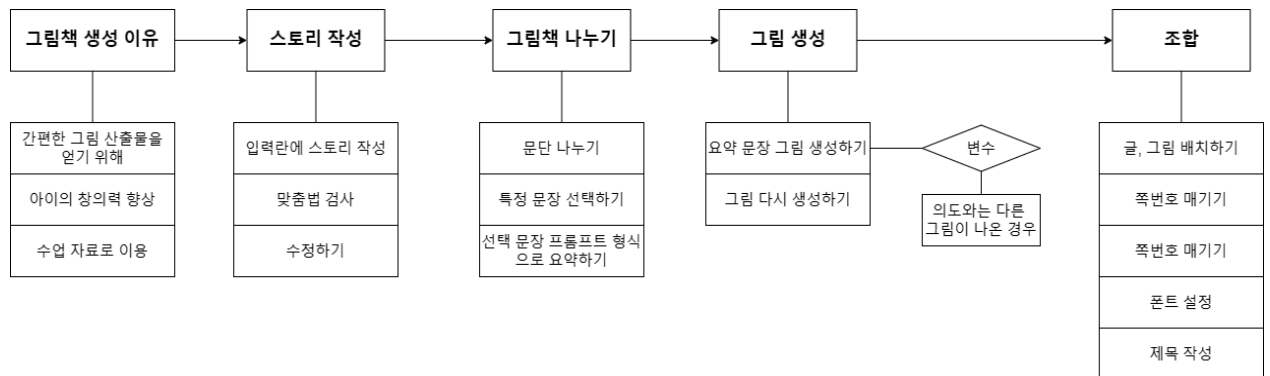 그림책 생성 이유
스토리 작성
그림책 나누기
그림 생성
조합
간편한 그림 산출물을
얻기 위해
아이의 창의력 향상
수업 자료로 이용
입력란에 스토리 작성
맞춤법 검사
수정하기
문단 나누기
특정 문장 선택하기
선택 문장 프롬프트 형식
으로 요약하기
요약 문장 그림 생성하기
그림 다시 생성하기
변수
의도와는 다른
그림이 나온 경우
글, 그림 배치하기
쪽번호 매기기
쪽번호 매기기
폰트 설정
제목 작성